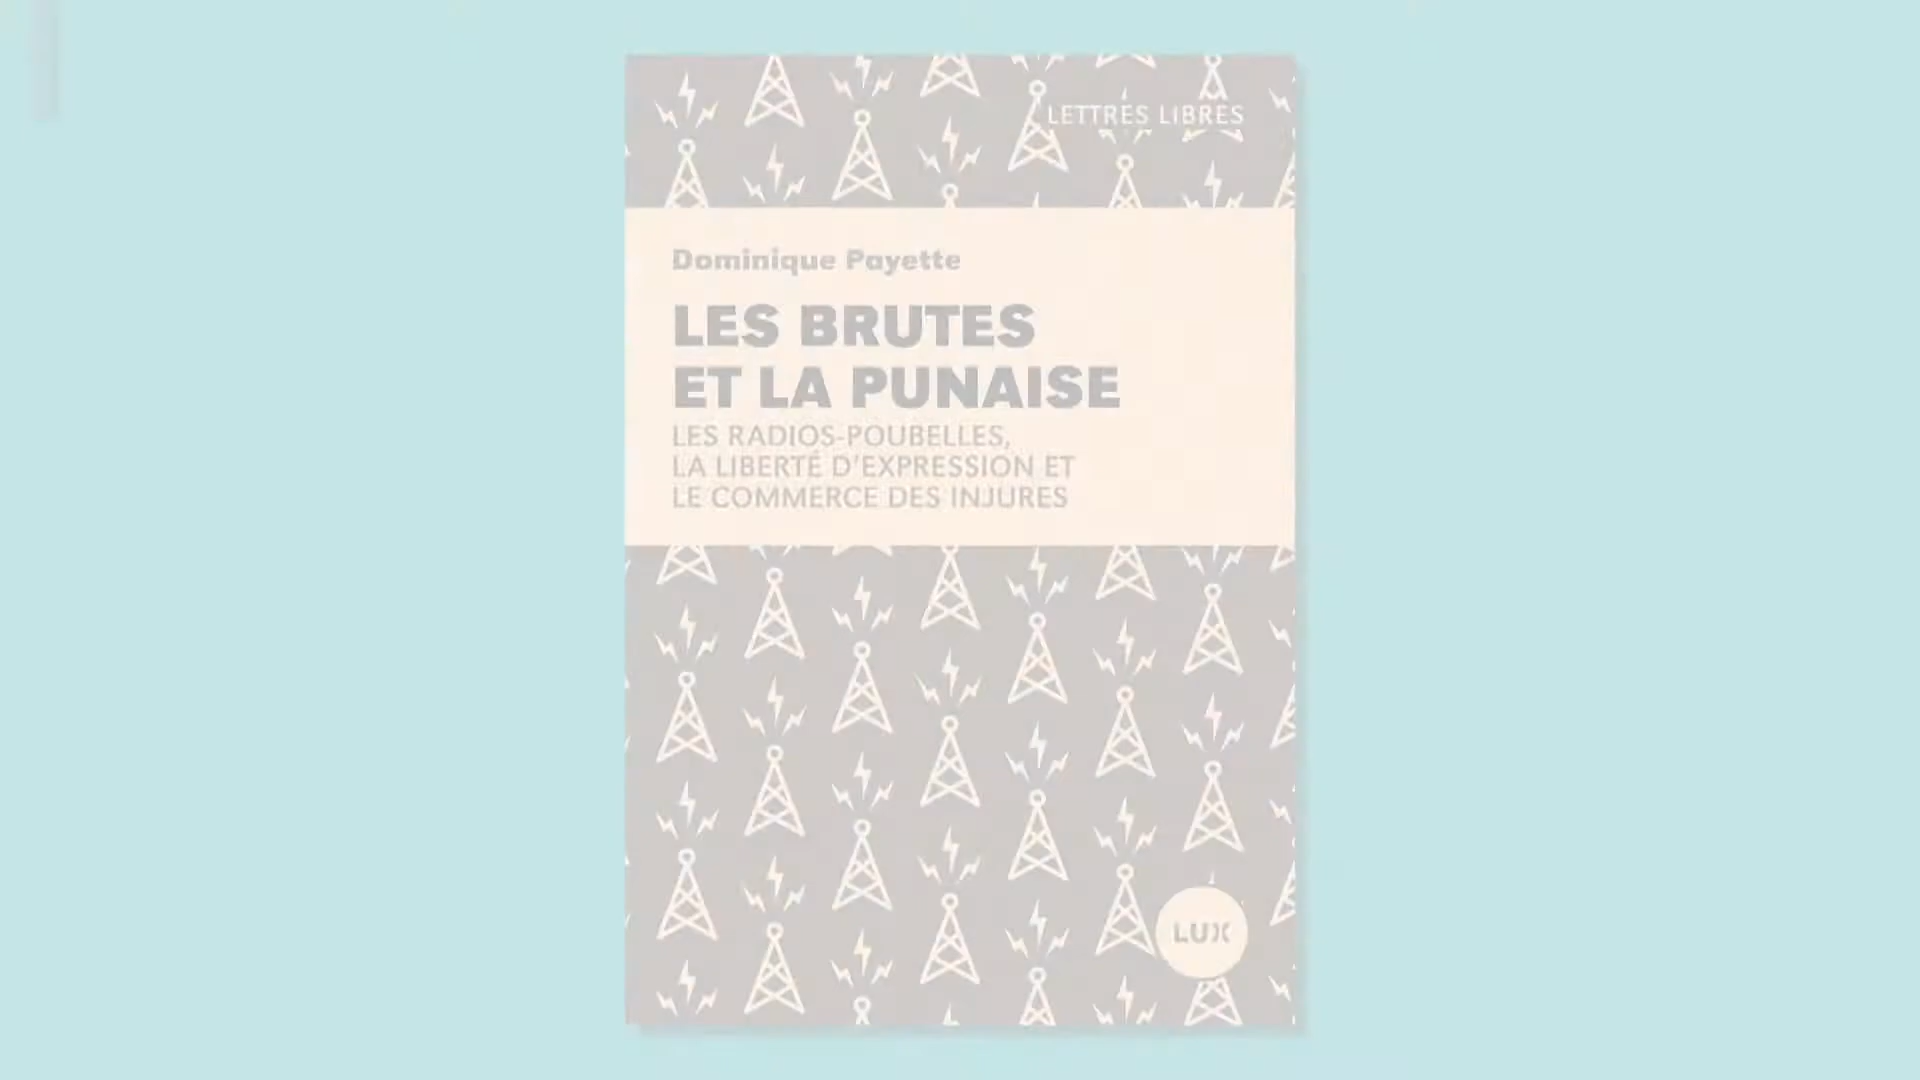 LETTRES LIBRES
Dominique Payette
LES BRUTES
ET LA PUNAISE
LES RADIOS-POUBELLES,
LA LIBERTÉ D'EXPRESSION ET
LE COMMERCE DES INJURES
LUX